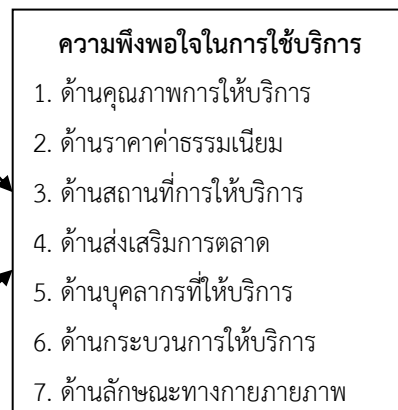 ความพึงพอใจในการใช้บริการ
1. ด้านคุณภาพการให้บริการ
2. ด้านราคาค่าธรรมเนียม
3. ด้านสถานที่การให้บริการ
4. ด้านส่งเสริมการตลาด
5. ด้านบุคลากรที่ให้บริการ
6. ด้านกระบวนการให้บริการ
7. ด้านลักษณะทางกายภายภาพ